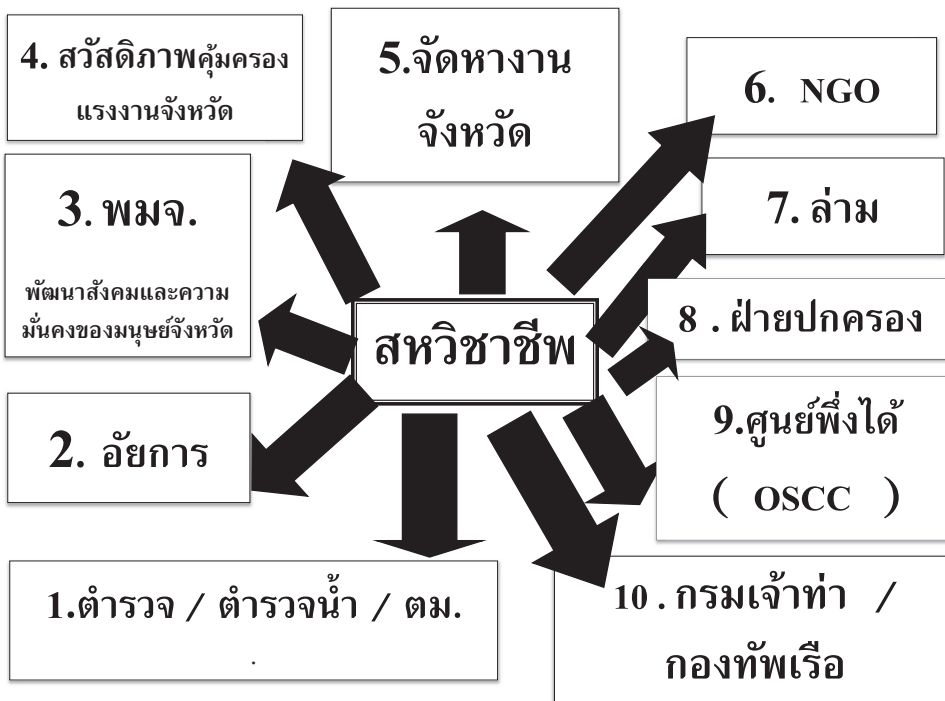 4. สวัสดิภาพคุ้มครอง
แรงงานจังหวัด
5.จัดหางาน
จังหวัด
6. NGO
3. พมจ.
พัฒนาสังคมและความ
มั่นคงของมนุษย์จังหวัด
7. ล่าม
สหวิชาชีพ
8 . ฝ่ายปกครอง
2. อัยการ
9.ศูนย์พึ่งได้
( OSCC )
1.ตำรวจ / ตำรวจน้ำ / ตม.
.
10 . กรมเจ้าท่า /
กองทัพเรือ